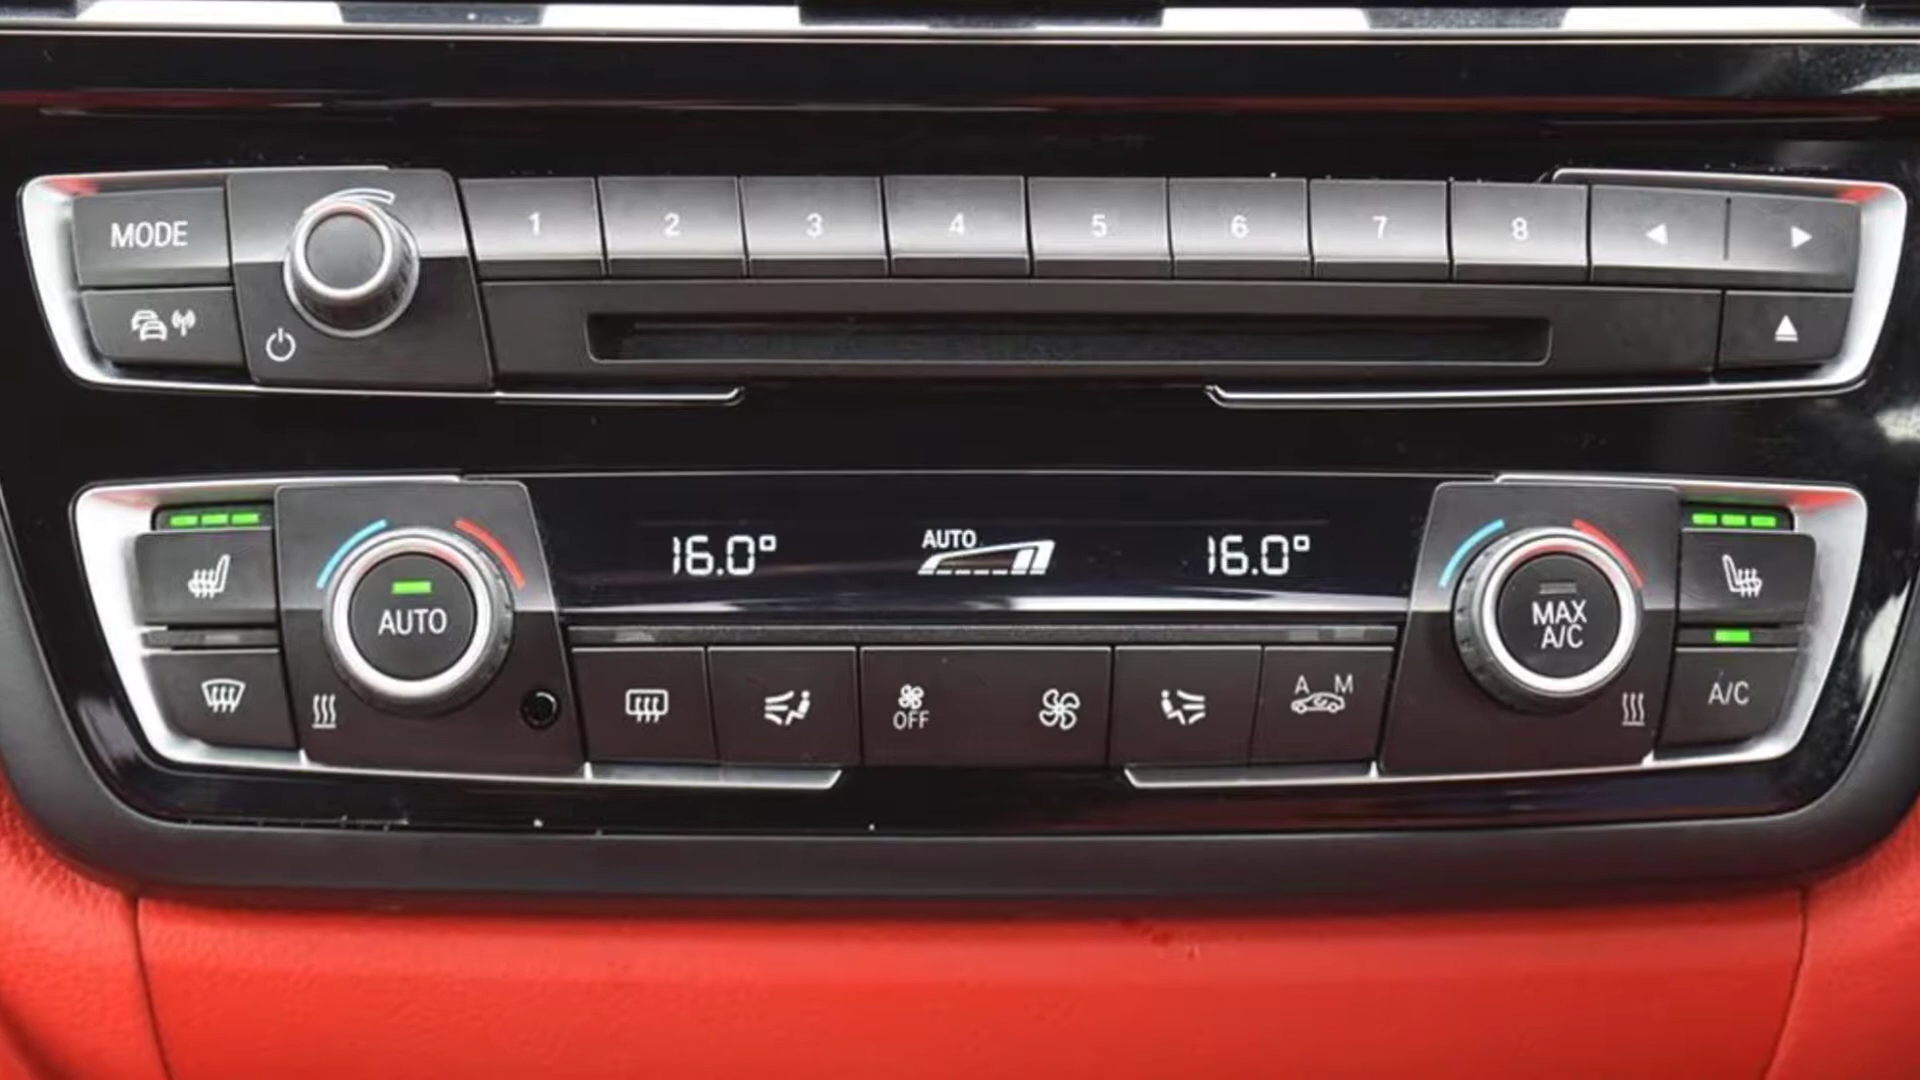 MODE
1 2 3 4 5 6 7 8
16.0° AUTO 16.0°
AUTO
MAX
A/C
OFF
A M
A/C